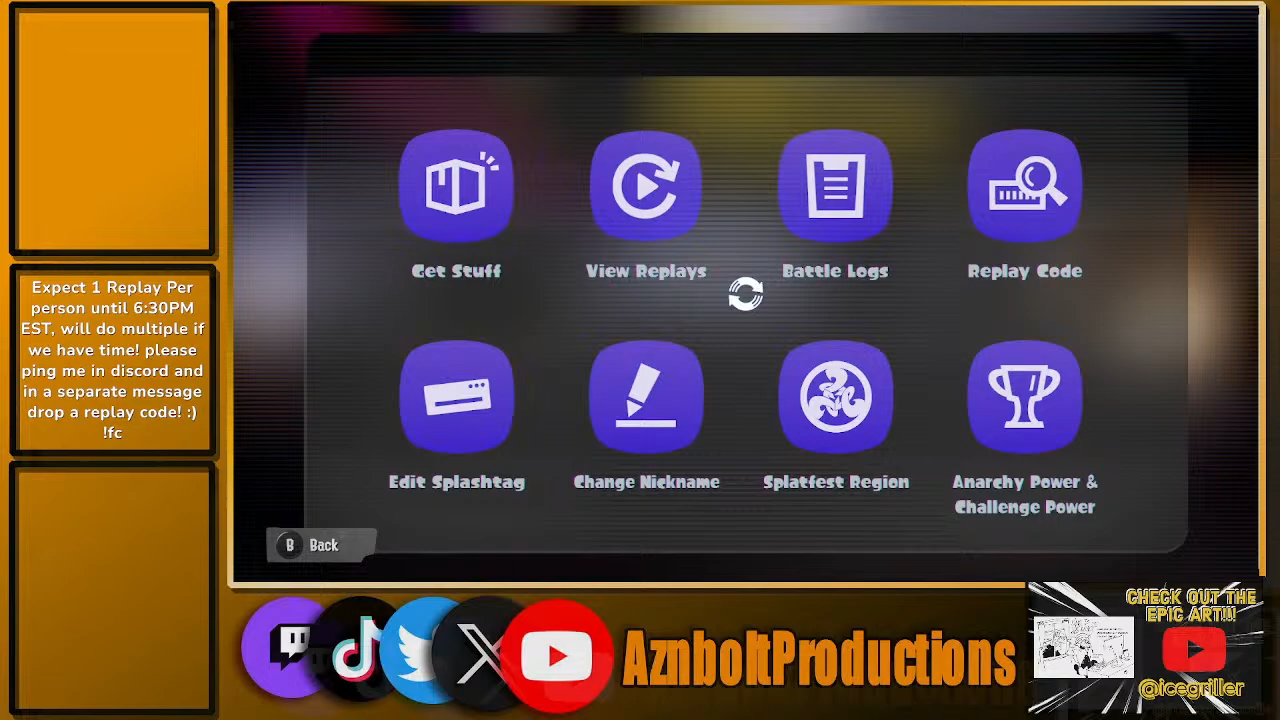 Get Stuff
View Replays
Battle Logs
Replay Code
Edit Splashtag
Change Nickname
Splatfest Region
Anarchy Power &
Challenge Power
B Back
Expect 1 Replay Per
person until 6:30PM
EST, will do multiple if
we have time! please
ping me in discord and
in a separate message
drop a replay code! :)
!fc
AznboltProductions
CHECK OUT THE
EPIC ART!!!
@icegriller